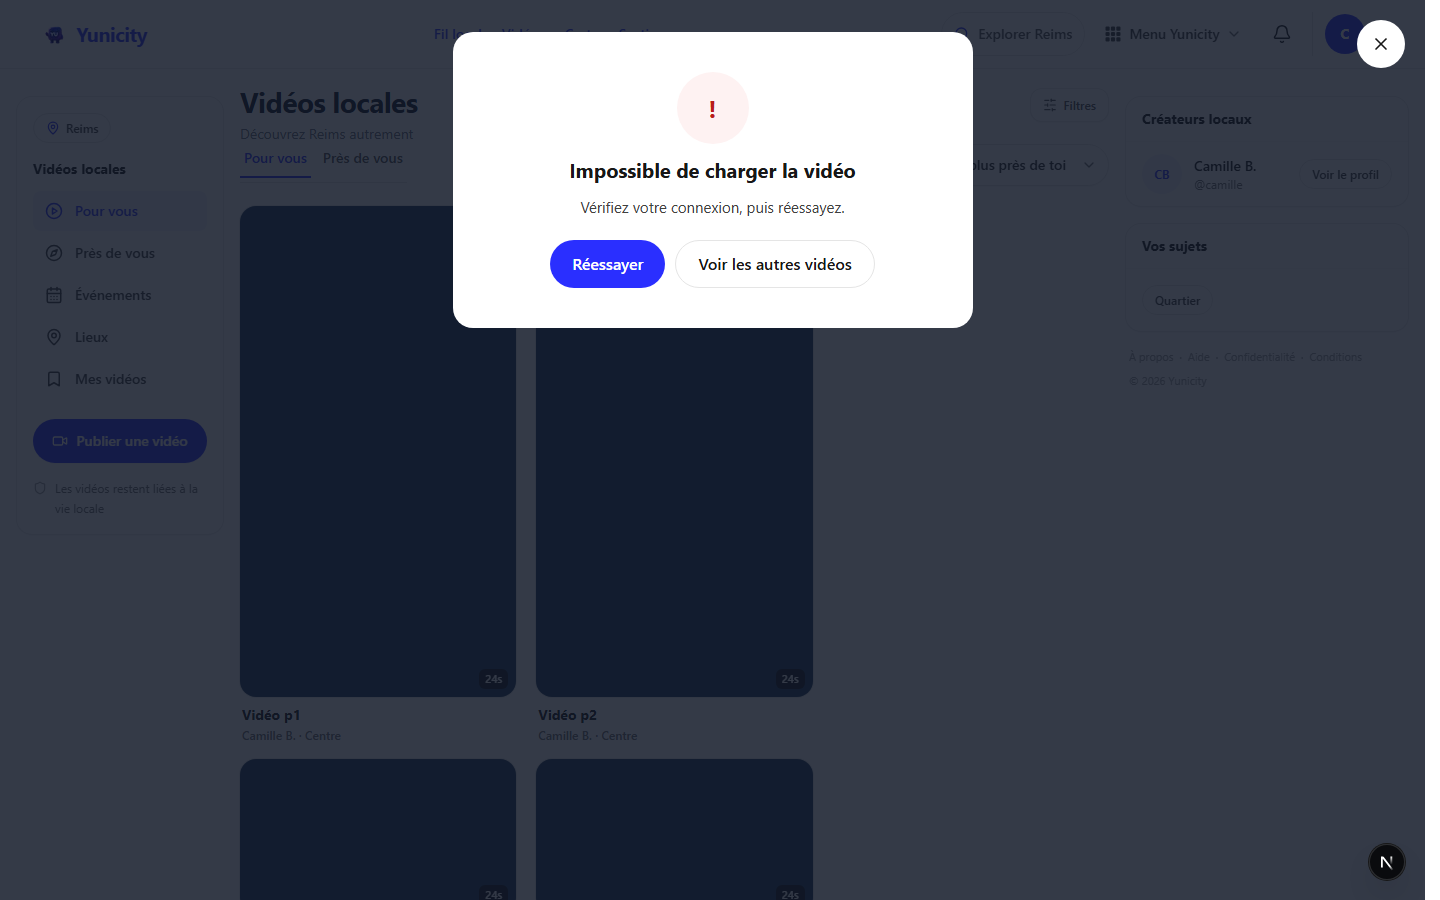 Yunicity
Explorer Reims
Menu Yunicity
C
Reims
Vidéos locales
Pour vous
Près de vous
Événements
Lieux
Mes vidéos
Publier une vidéo
Les vidéos restent liées à la
vie locale
Vidéos locales
Découvrez Reims autrement
Pour vous
Près de vous
Filtres
plus près de toi
!
Impossible de charger la vidéo
Vérifiez votre connexion, puis réessayez.
Réessayer
Voir les autres vidéos
24s
24s
Vidéo p1
Camille B. · Centre
Vidéo p2
Camille B. · Centre
24s
24s
Créateurs locaux
CB
Camille B.
@camille
Voir le profil
Vos sujets
Quartier
À propos · Aide · Confidentialité · Conditions
© 2026 Yunicity
N